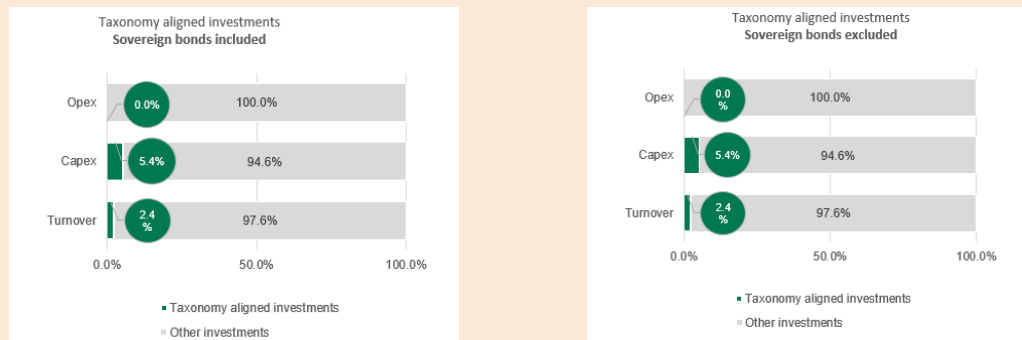 Taxonomy aligned investments
Sovereign bonds included
Opex
0.0%
100.0%
Capex
5.4%
94.6%
Turnover
2.4
%
97.6%
0.0%
50.0%
100.0%
Taxonomy aligned investments
Other investments
Taxonomy aligned investments
Sovereign bonds excluded
Opex
0.0
%
100.0%
Capex
5.4%
94.6%
Turnover
2.4
%
97.6%
0.0%
50.0%
100.0%
Taxonomy aligned investments
Other investments